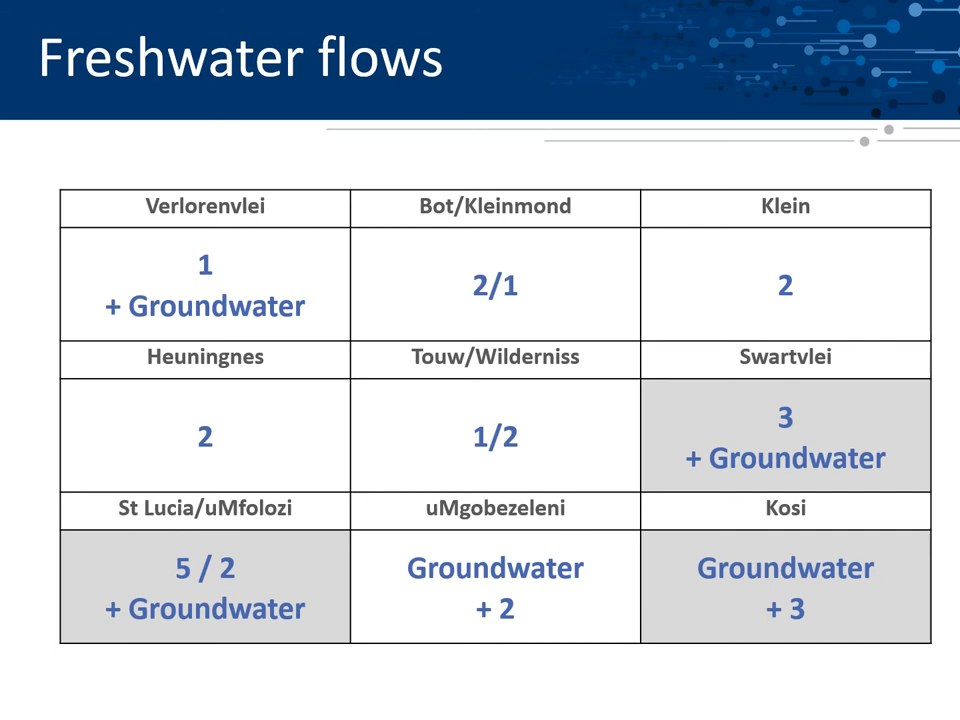 Freshwater flows
Verlorenvlei
Bot/Kleinmond
Klein
1
+ Groundwater
2/1
2
Heuningnes
Touw/Wilderniss
Swartvlei
2
1/2
3
+ Groundwater
St Lucia/uMfolozi
uMgobezeleni
Kosi
5 / 2
+ Groundwater
Groundwater
+ 2
Groundwater
+ 3